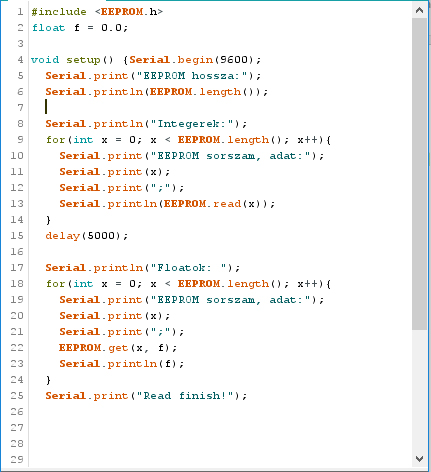 1 #include <EEPROM.h>
2 float f = 0.0;
3
4 void setup() {Serial.begin(9600);
5   Serial.print("EEPROM hossza:");
6   Serial.println(EEPROM.length());
7
8   Serial.println("Integerek:");
9   for(int x = 0; x < EEPROM.length(); x++){
10     Serial.print("EEPROM sorszam, adat:");
11     Serial.print(x);
12     Serial.print(";");
13     Serial.println(EEPROM.read(x));
14   }
15   delay(5000);
16
17   Serial.println("Floatok: ");
18   for(int x = 0; x < EEPROM.length(); x++){
19     Serial.print("EEPROM sorszam, adat:");
20     Serial.print(x);
21     Serial.print(";");
22     EEPROM.get(x, f);
23     Serial.println(f);
24   }
25   Serial.print("Read finish!");
26
27
28
29